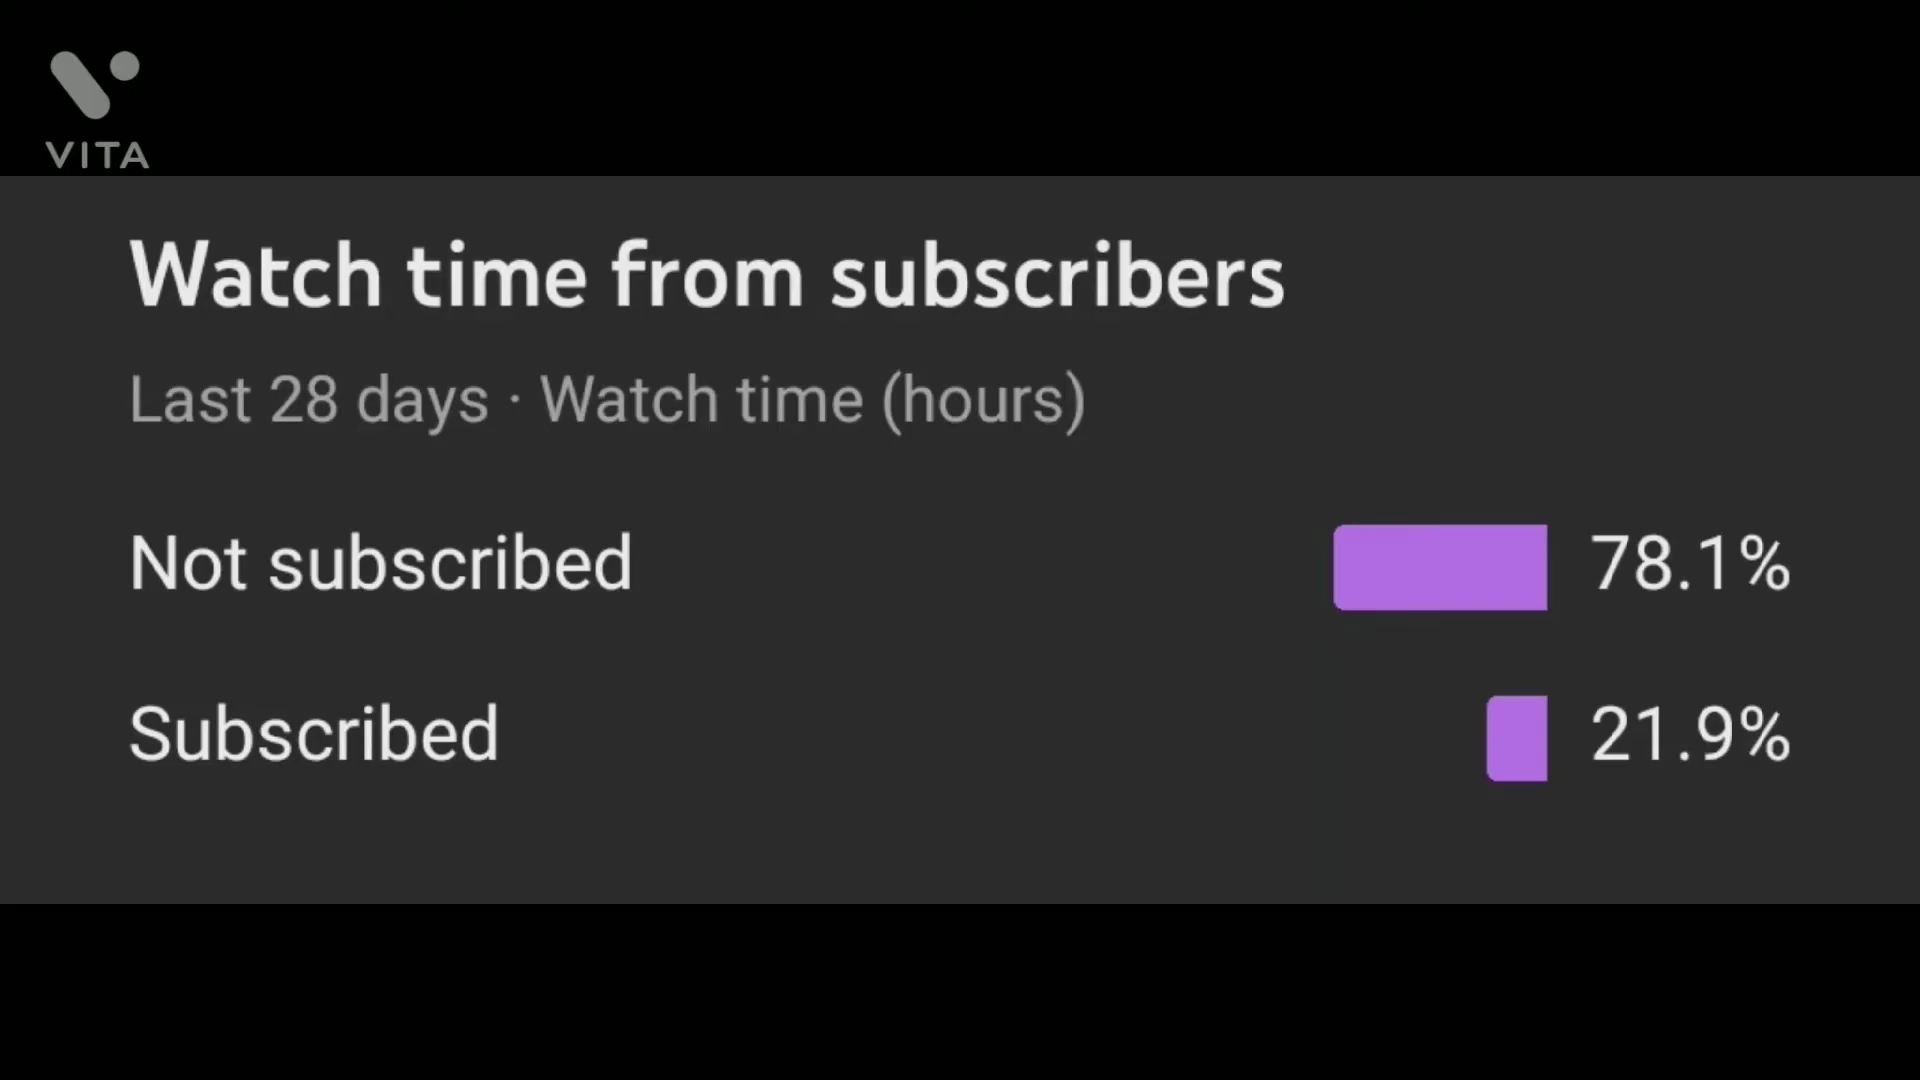 VITA
Watch time from subscribers
Last 28 days · Watch time (hours)
Not subscribed 78.1%
Subscribed 21.9%